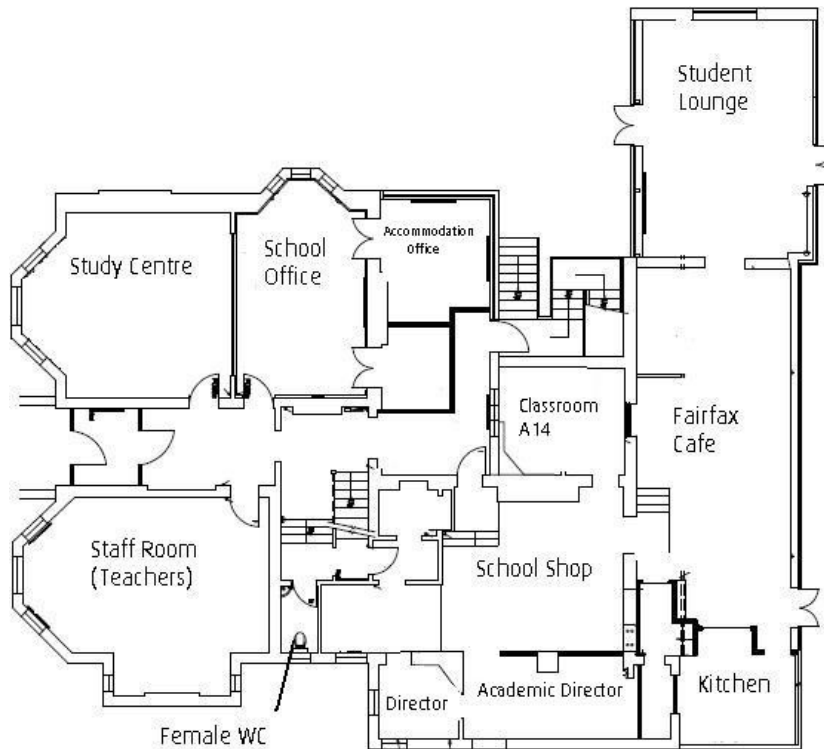 Student
Lounge
Accommodation
Office
School
Office
Study Centre
Classroom
A14
Fairfax
Cafe
Staff Room
(Teachers)
School Shop
Director
Academic Director
Kitchen
Female WC